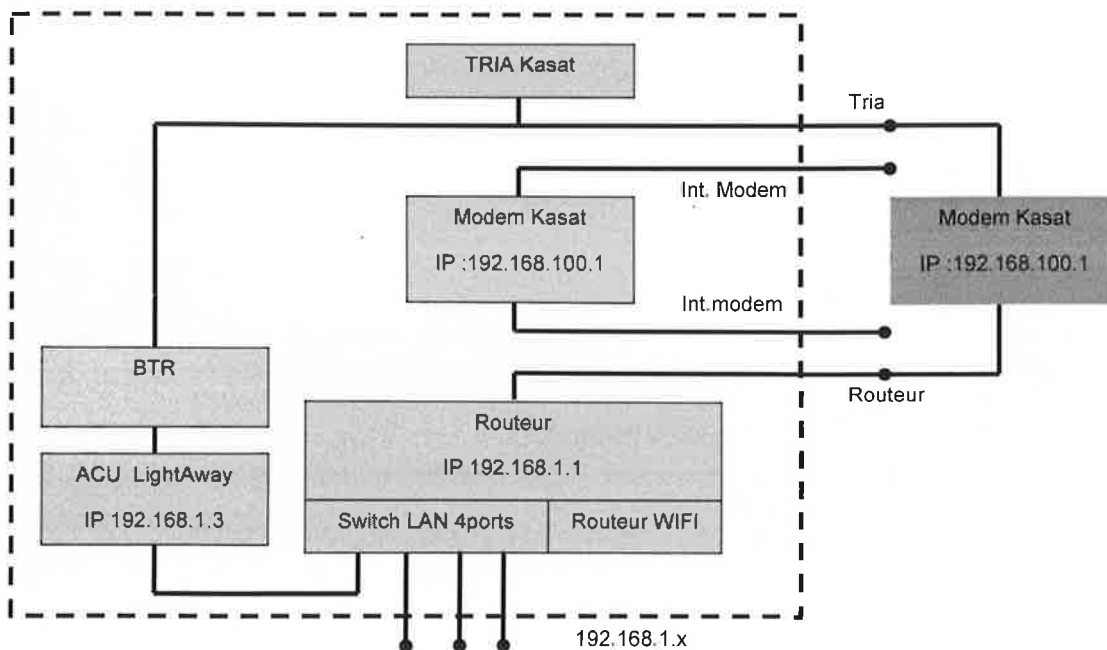 TRIA Kasat
Tria
Int. Modem
Modem Kasat
IP :192.168.100.1
Modem Kasat
IP :192.168.100.1
Int.modem
BTR
Routeur
Routeur
IP 192.168.1.1
ACU LightAway
IP 192.168.1.3
Switch LAN 4ports
Routeur WIFI
192.168.1.x